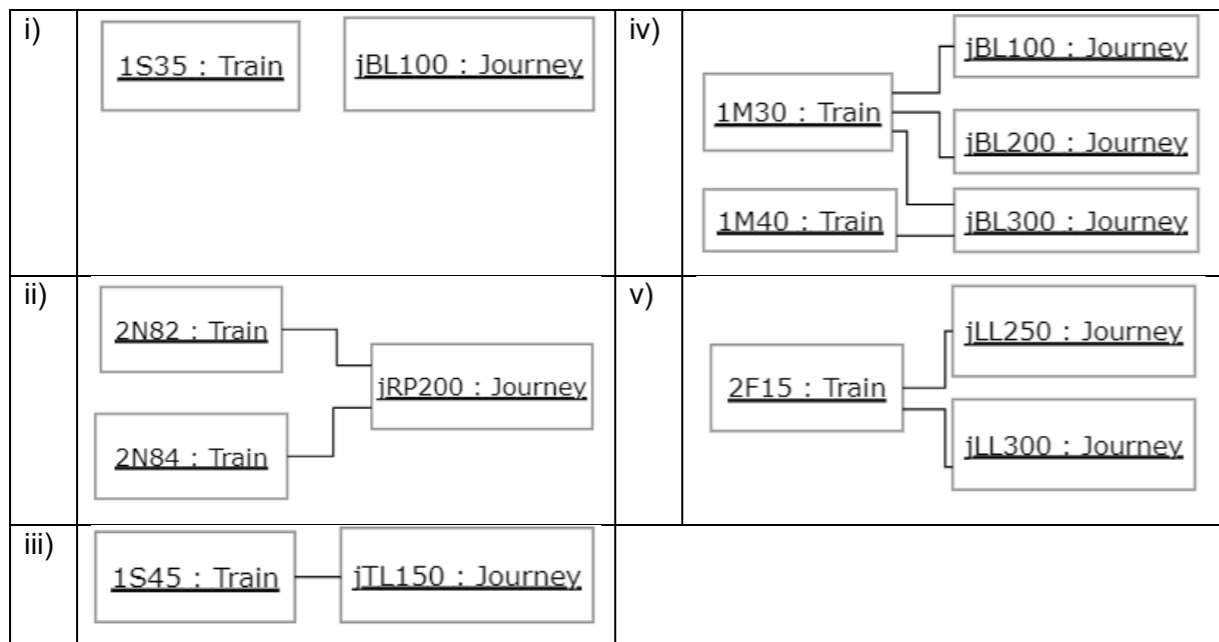 i)
1S35 : Train
jBL100 : Journey
iv)
1M30 : Train
1M40 : Train
jBL100 : Journey
jBL200 : Journey
jBL300 : Journey
ii)
2N82 : Train
2N84 : Train
jRP200 : Journey
v)
2F15 : Train
jLL250 : Journey
jLL300 : Journey
iii)
1S45 : Train
jTL150 : Journey